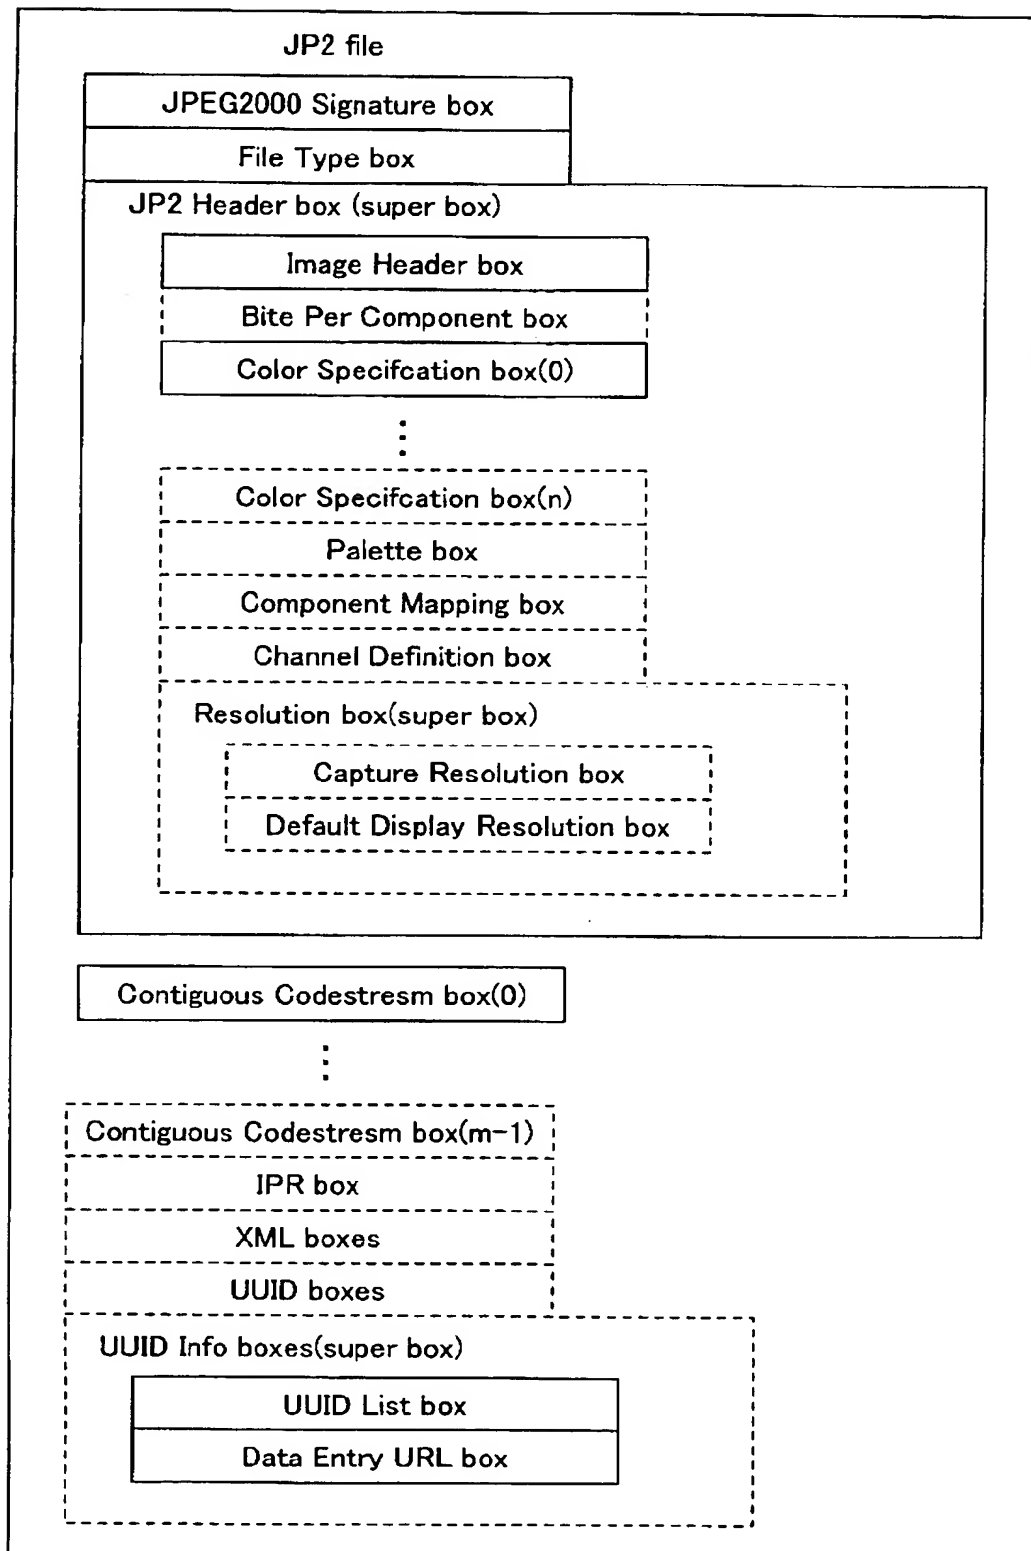 JP2 file
JPEG2000 Signature box
File Type box
JP2 Header box (super box)
Image Header box
Bite Per Component box
Color Specifcation box(0)
Color Specifcation box(n)
Palette box
Component Mapping box
Channel Definition box
Resolution box(super box)
Capture Resolution box
Default Display Resolution box
Contiguous Codestresm box(0)
Contiguous Codestresm box(m-1)
IPR box
XML boxes
UUID boxes
UUID Info boxes(super box)
UUID List box
Data Entry URL box